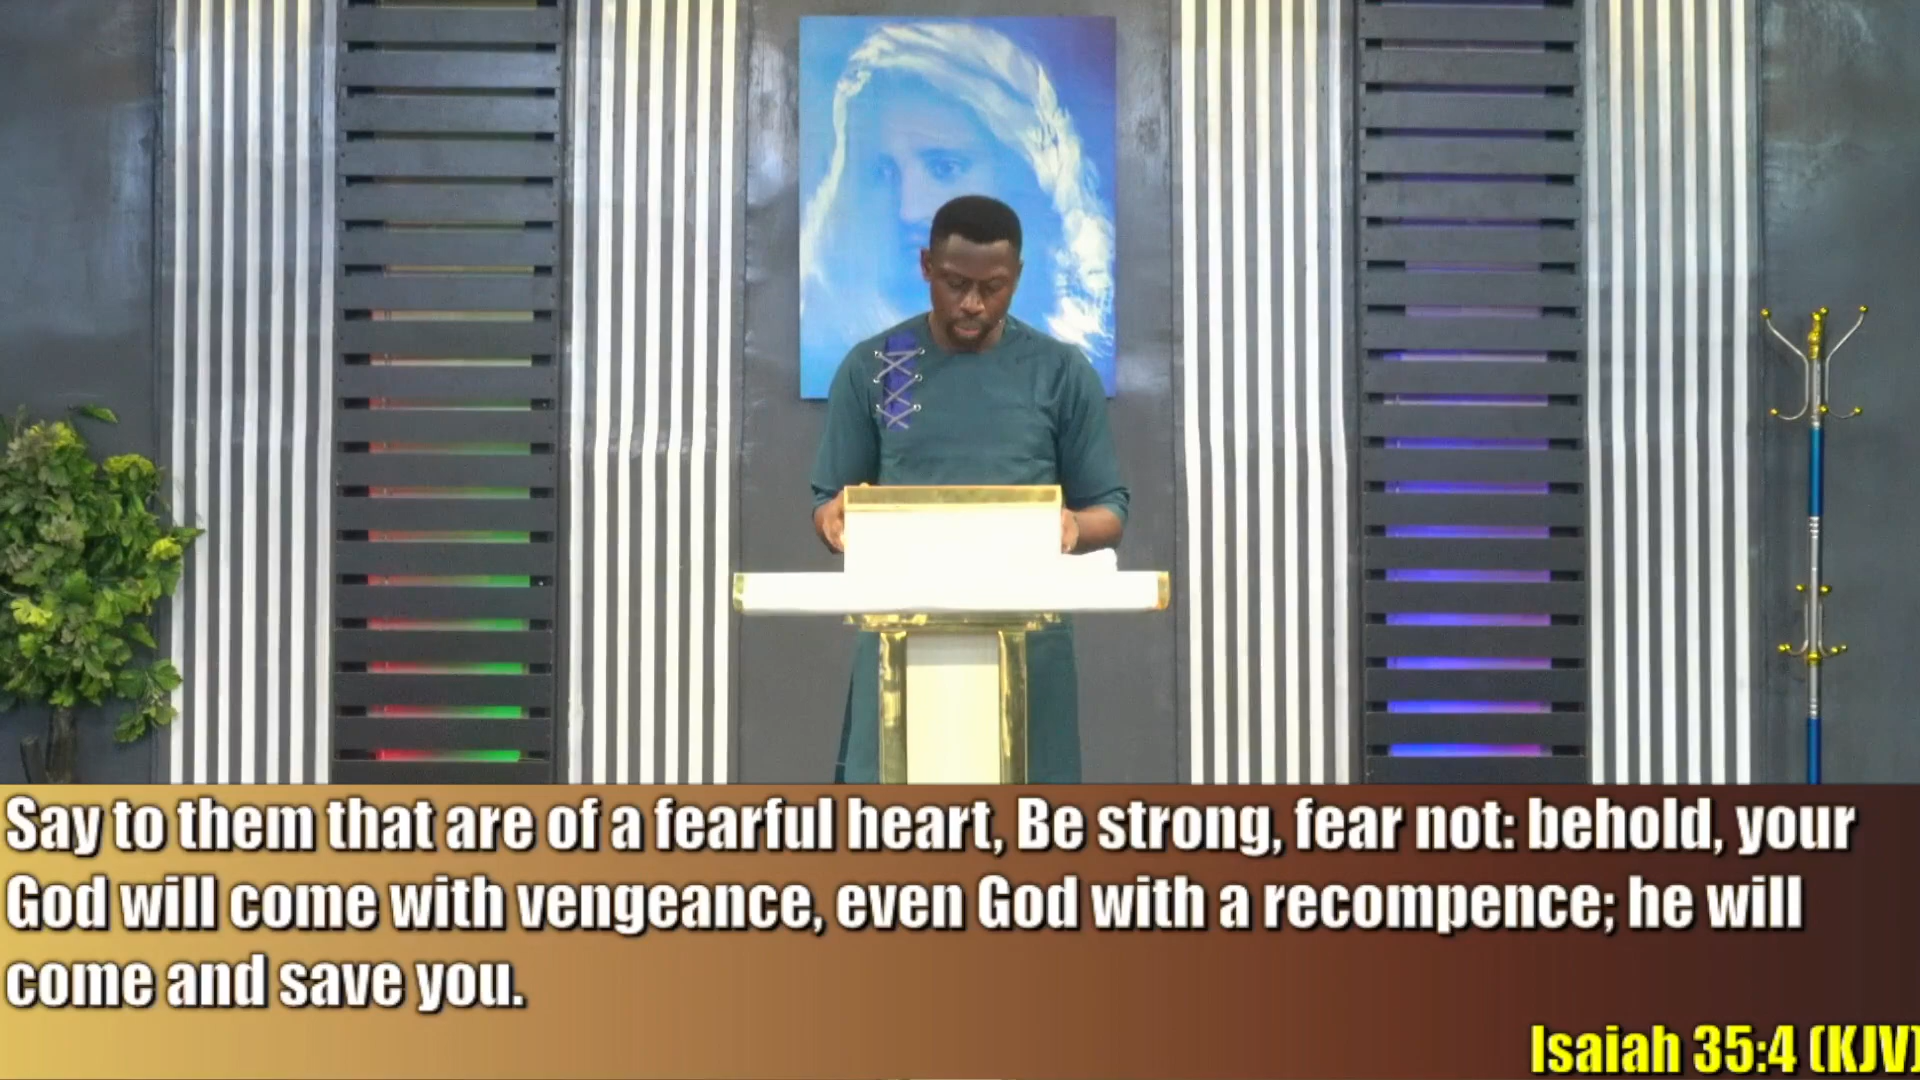 Say to them that are of a fearful heart, Be strong, fear not: behold, your
God will come with vengeance, even God with a recompence; he will
come and save you.
Isaiah 35:4 (KJV)